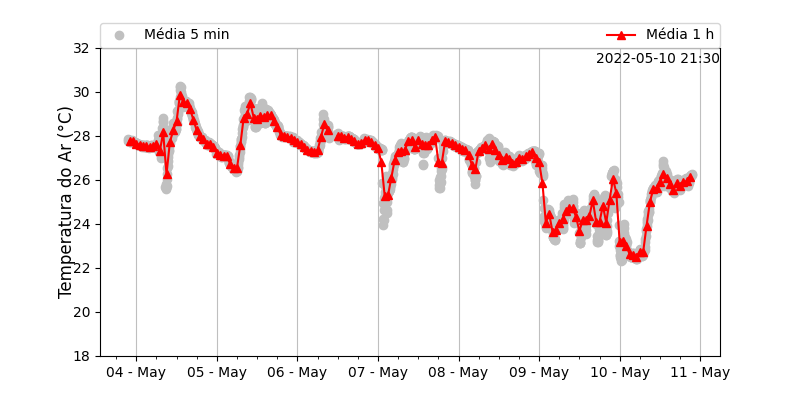 Média 5 min
Média 1 h
2022-05-10 21:30
Temperatura do Ar (°C)
32
30
28
26
24
22
20
18
04 - May
05 - May
06 - May
07 - May
08 - May
09 - May
10 - May
11 - May